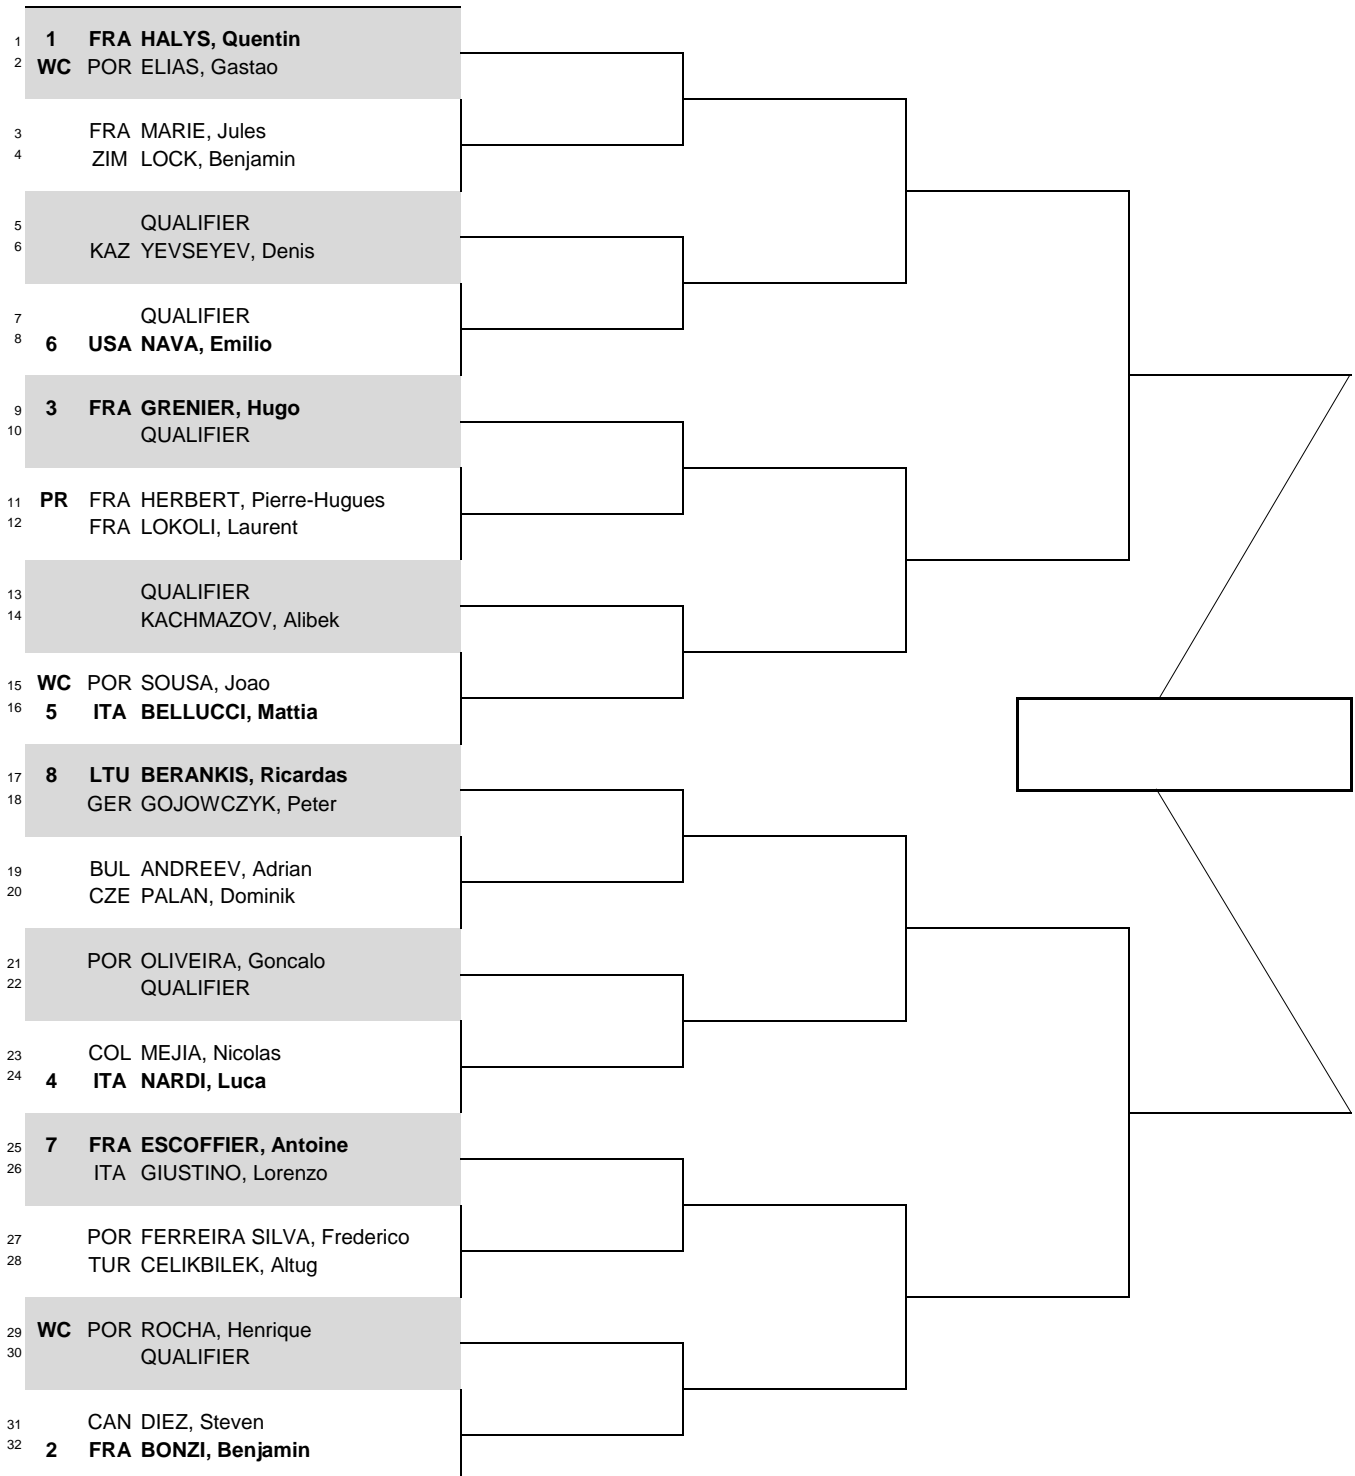 1 1 FRA HALYS, Quentin
2 WC POR ELIAS, Gastao
3 FRA MARIE, Jules
4 ZIM LOCK, Benjamin
5 QUALIFIER
6 KAZ YEVSEYEV, Denis
7 QUALIFIER
8 6 USA NAVA, Emilio
9 3 FRA GRENIER, Hugo
10 QUALIFIER
11 PR FRA HERBERT, Pierre-Hugues
12 FRA LOKOLI, Laurent
13 QUALIFIER
14 KACHMAZOV, Alibek
15 WC POR SOUSA, Joao
16 5 ITA BELLUCCI, Mattia
17 8 LTU BERANKIS, Ricardas
18 GER GOJOWCZYK, Peter
19 BUL ANDREEV, Adrian
20 CZE PALAN, Dominik
21 POR OLIVEIRA, Goncalo
22 QUALIFIER
23 COL MEJIA, Nicolas
24 4 ITA NARDI, Luca
25 7 FRA ESCOFFIER, Antoine
26 ITA GIUSTINO, Lorenzo
27 POR FERREIRA SILVA, Frederico
28 TUR CELIKBILEK, Altug
29 WC POR ROCHA, Henrique
30 QUALIFIER
31 CAN DIEZ, Steven
32 2 FRA BONZI, Benjamin